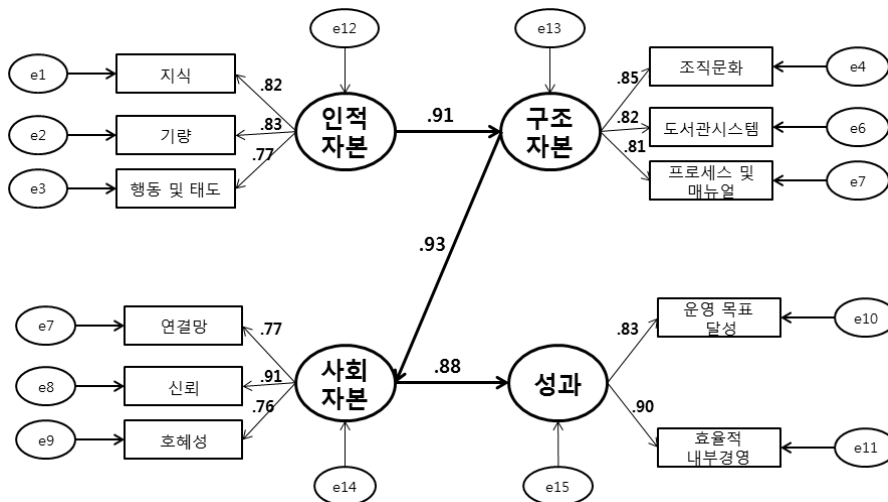 e12
e13
e1
지식
.82
.85
조직문화
e4
e2
기량
.83
인적
자본
.91
구조
자본
.82
도서관시스템
e6
e3
행동 및 태도
.77
.81
프로세스 및
매뉴얼
e7
.93
e7
연결망
.77
.83
운영 목표
달성
e10
e8
신뢰
.91
사회
자본
.88
성과
e9
호혜성
.76
.90
효율적
내부경영
e11
e14
e15